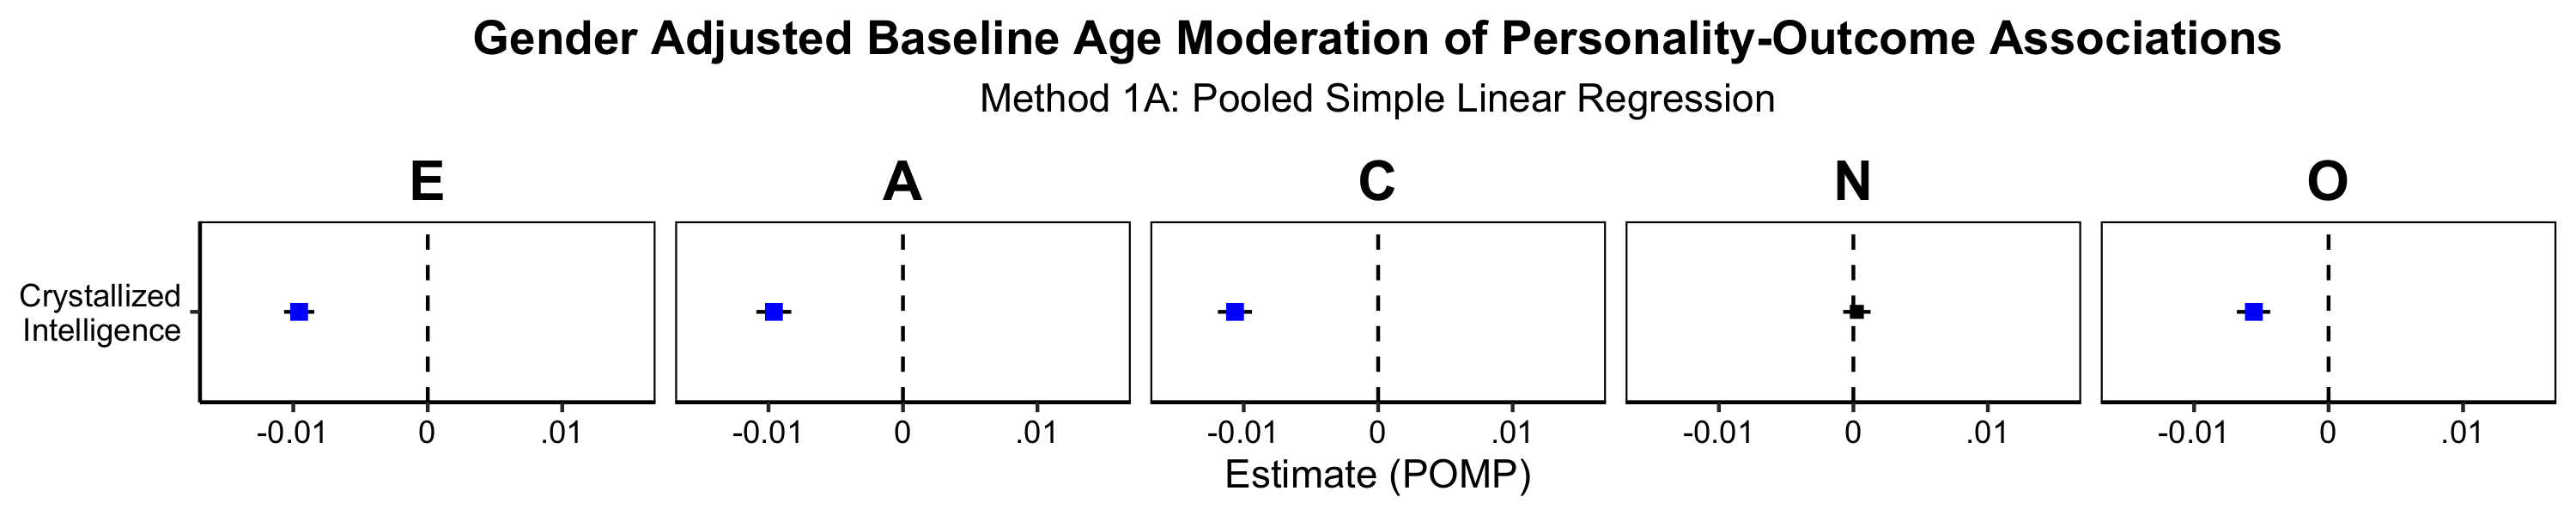 Gender Adjusted Baseline Age Moderation of Personality-Outcome Associations
Method 1A: Pooled Simple Linear Regression
E A C N O
Crystallized
Intelligence
-0.01 0 .01 -0.01 0 .01 -0.01 0 .01 -0.01 0 .01 -0.01 0 .01
Estimate (POMP)